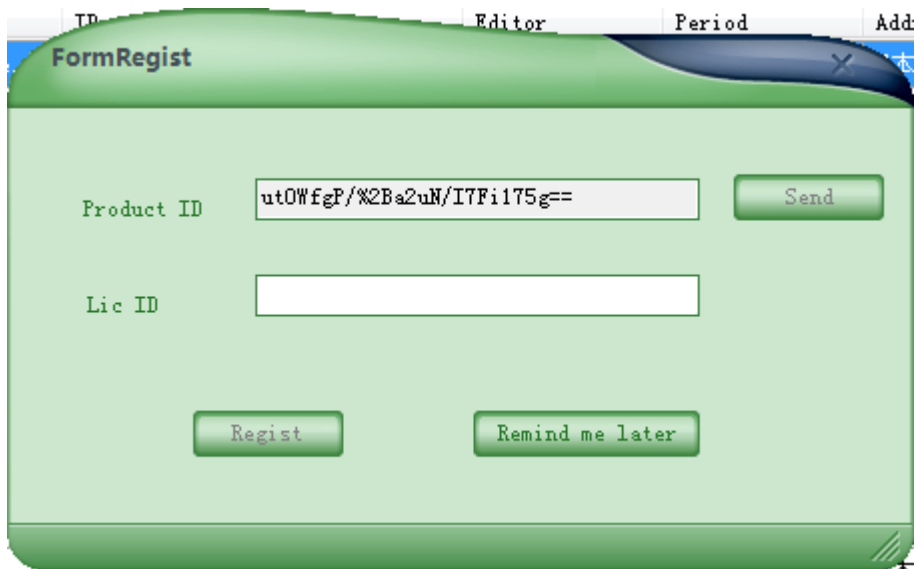 Editor Period
FormRegist
Product ID utOWfgP/%2Ba2uN/I7Fi175g== Send
Lic ID
Regist Remind me later